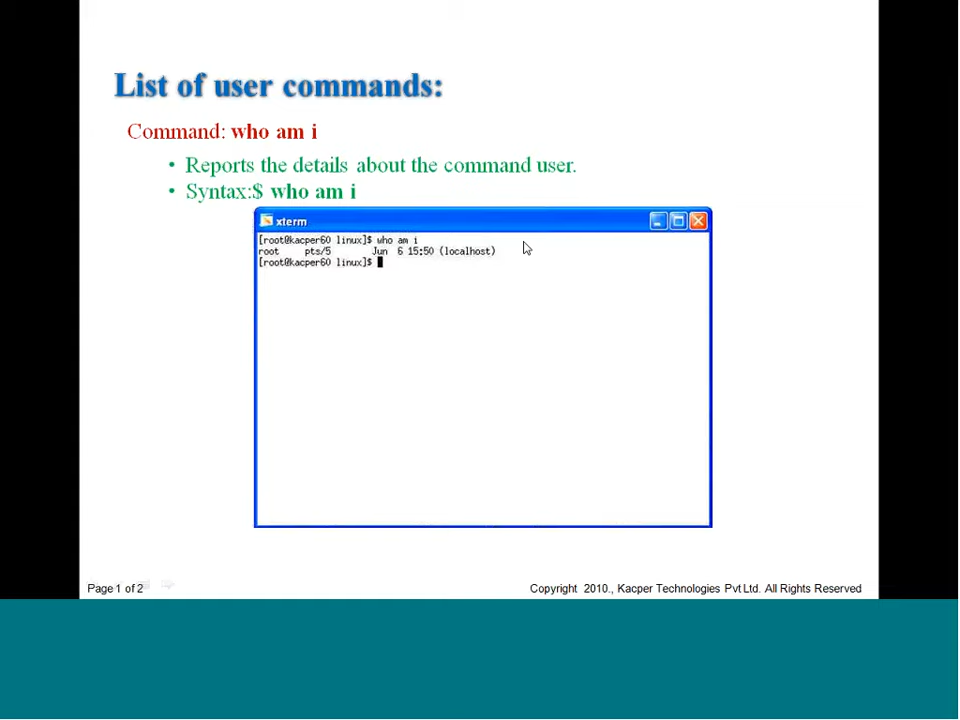 List of user commands:
Command: who am i
• Reports the details about the command user.
• Syntax:$ who am i
xterm
[root@kacper60 linux]$ who am i
root     pts/5        Jun  6 15:50 (localhost)
[root@kacper60 linux]$
Page 1 of 2
Copyright 2010., Kacper Technologies Pvt Ltd. All Rights Reserved